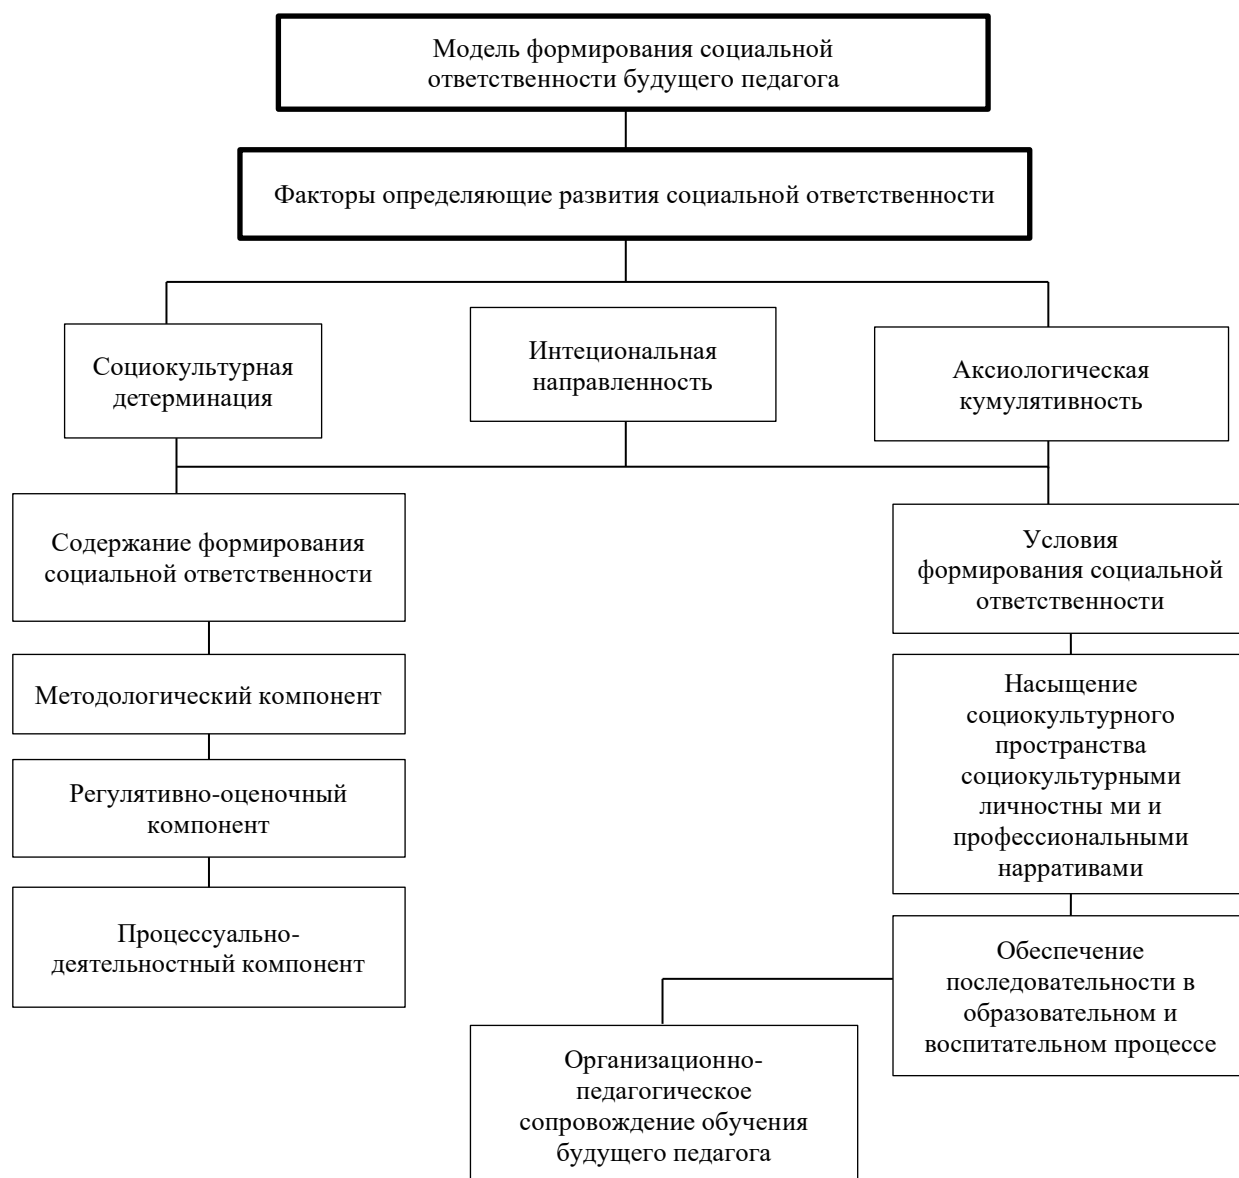 Модель формирования социальной
ответственности будущего педагога
Факторы определяющие развития социальной ответственности
Социокультурная
детерминация
Интециональная
направленность
Аксиологическая
кумулятивность
Содержание формирования
социальной ответственности
Методологический компонент
Регулятивно-оценочный
компонент
Процессуально-
деятельностный компонент
Условия
формирования социальной
ответственности
Насыщение
социокультурного
пространства
социокультурными
личностны ми и
профессиональными
нарративами
Обеспечение
последовательности в
образовательном и
воспитательном процессе
Организационно-
педагогическое
сопровождение обучения
будущего педагога